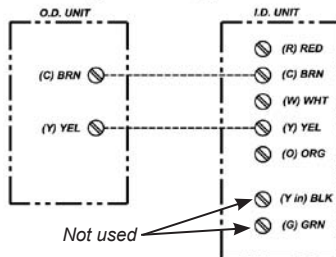 O.D. UNIT
I.D. UNIT
(R) RED
(C) BRN
(C) BRN
(W) WHT
(Y) YEL
(Y) YEL
(O) ORG
(Y in) BLK
Not used
(G) GRN